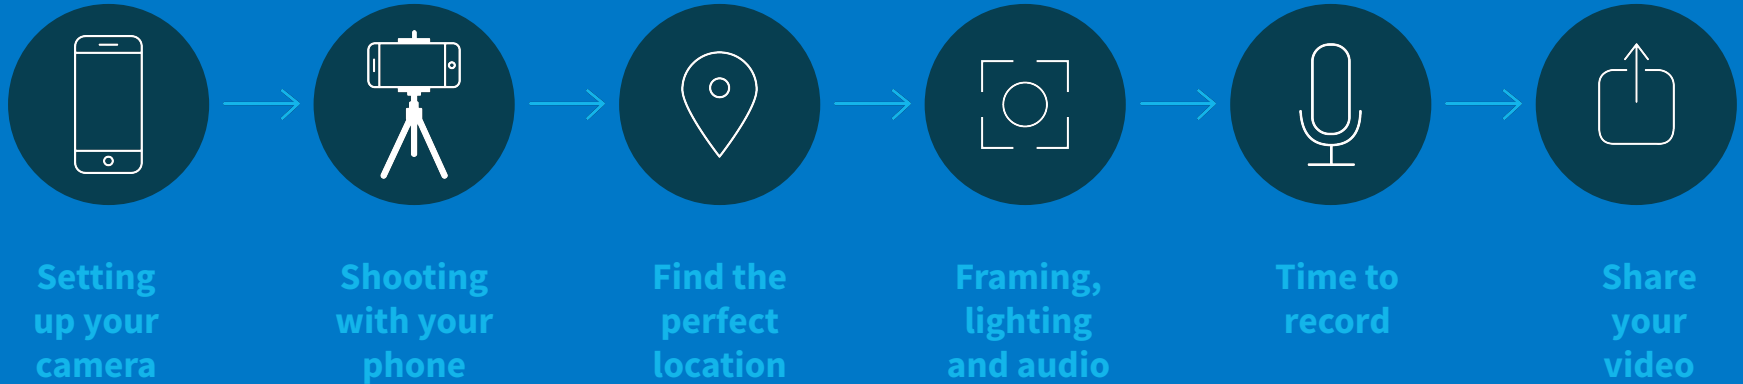 Setting
up your
camera
Shooting
with your
phone
Find the
perfect
location
Framing,
lighting
and audio
Time to
record
Share
your
video